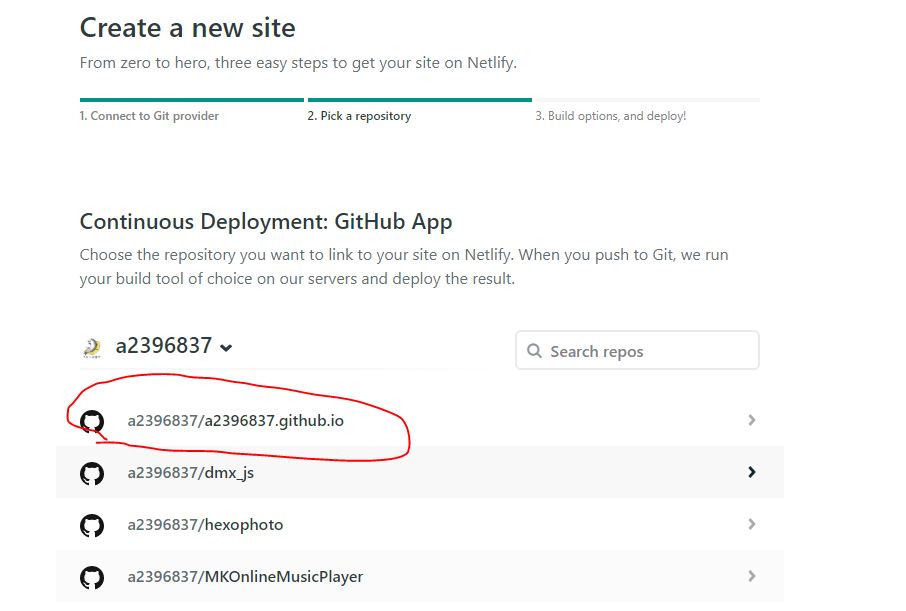 Create a new site
From zero to hero, three easy steps to get your site on Netlify.
1. Connect to Git provider
2. Pick a repository
3. Build options, and deploy!
Continuous Deployment: GitHub App
Choose the repository you want to link to your site on Netlify. When you push to Git, we run
your build tool of choice on our servers and deploy the result.
a2396837
Search repos
a2396837/a2396837.github.io
a2396837/dmx_js
a2396837/hexophoto
a2396837/MKOnlineMusicPlayer